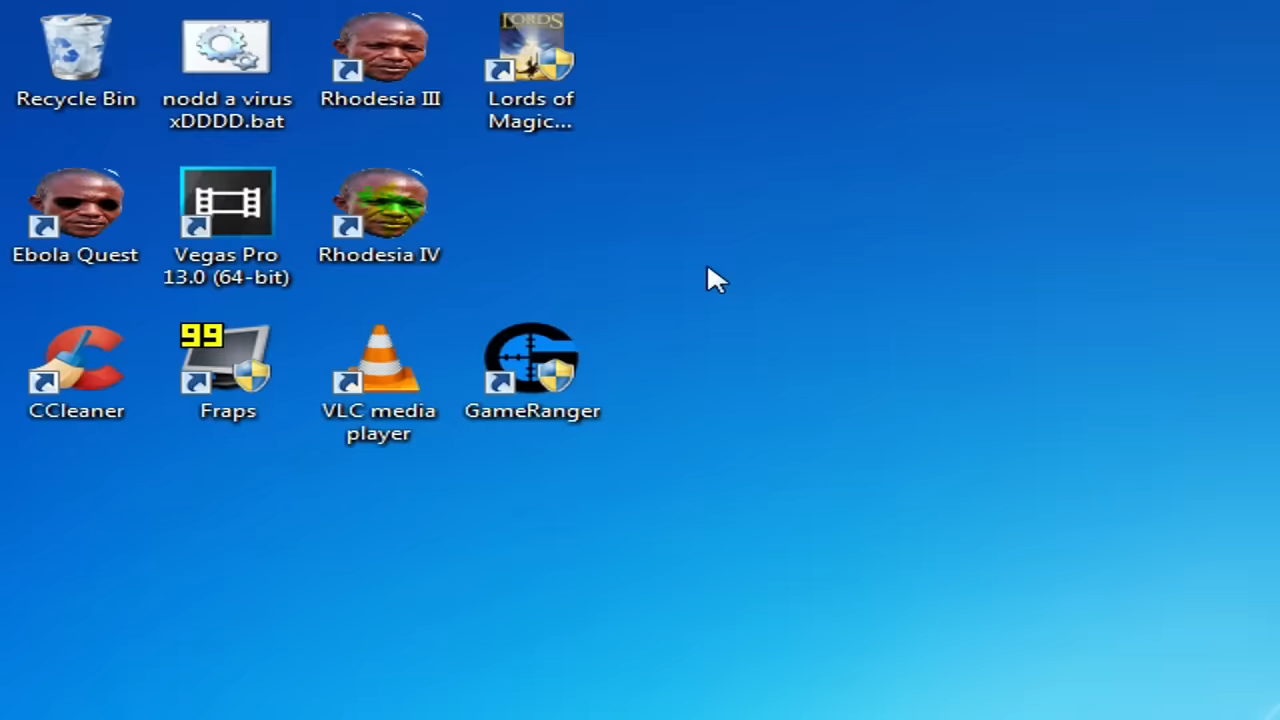 LORDS
Recycle Bin
nodd a virus
xDDDD.bat
Rhodesia III
Lords of
Magic...
Ebola Quest
Vegas Pro
13.0 (64-bit)
Rhodesia IV
99
CCleaner
Fraps
VLC media
player
GameRanger